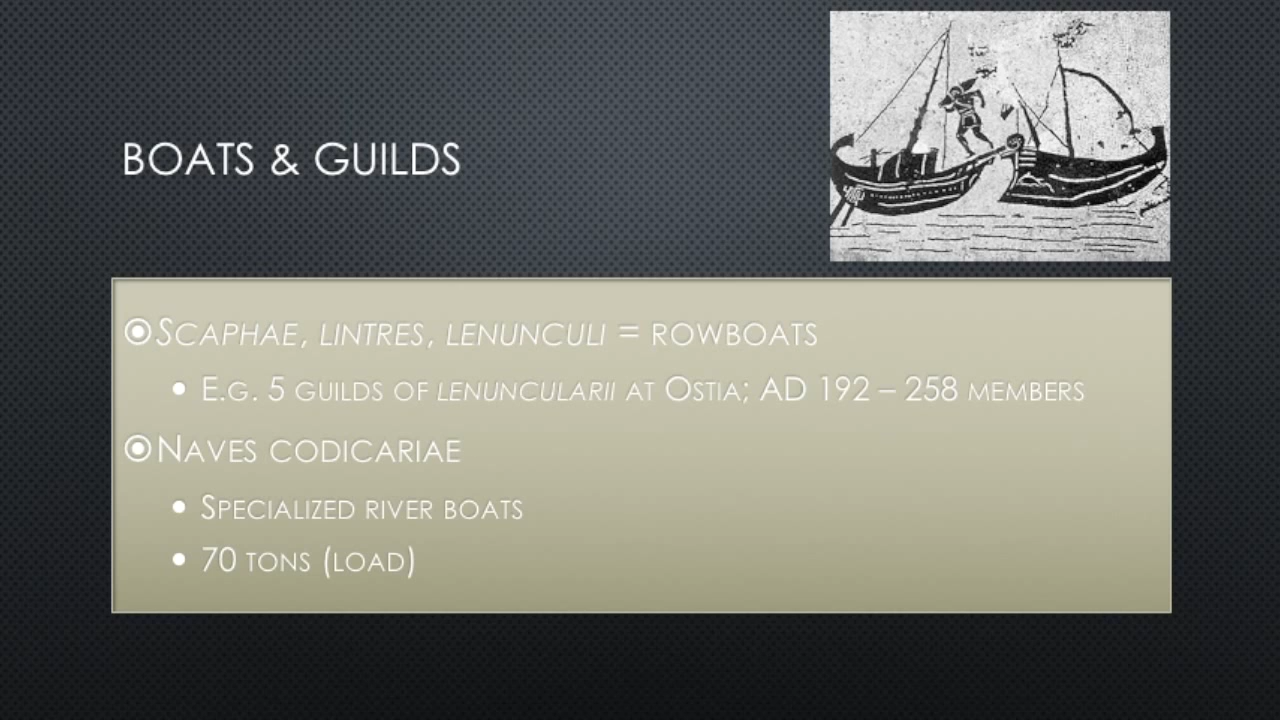 BOATS & GUILDS
SCAPHAE, LINTRES, LENUNCULI = ROWBOATS
E.G. 5 GUILDS OF LENUNCULARII AT OSTIA; AD 192 – 258 MEMBERS
NAVES CODICARIAE
SPECIALIZED RIVER BOATS
70 TONS (LOAD)